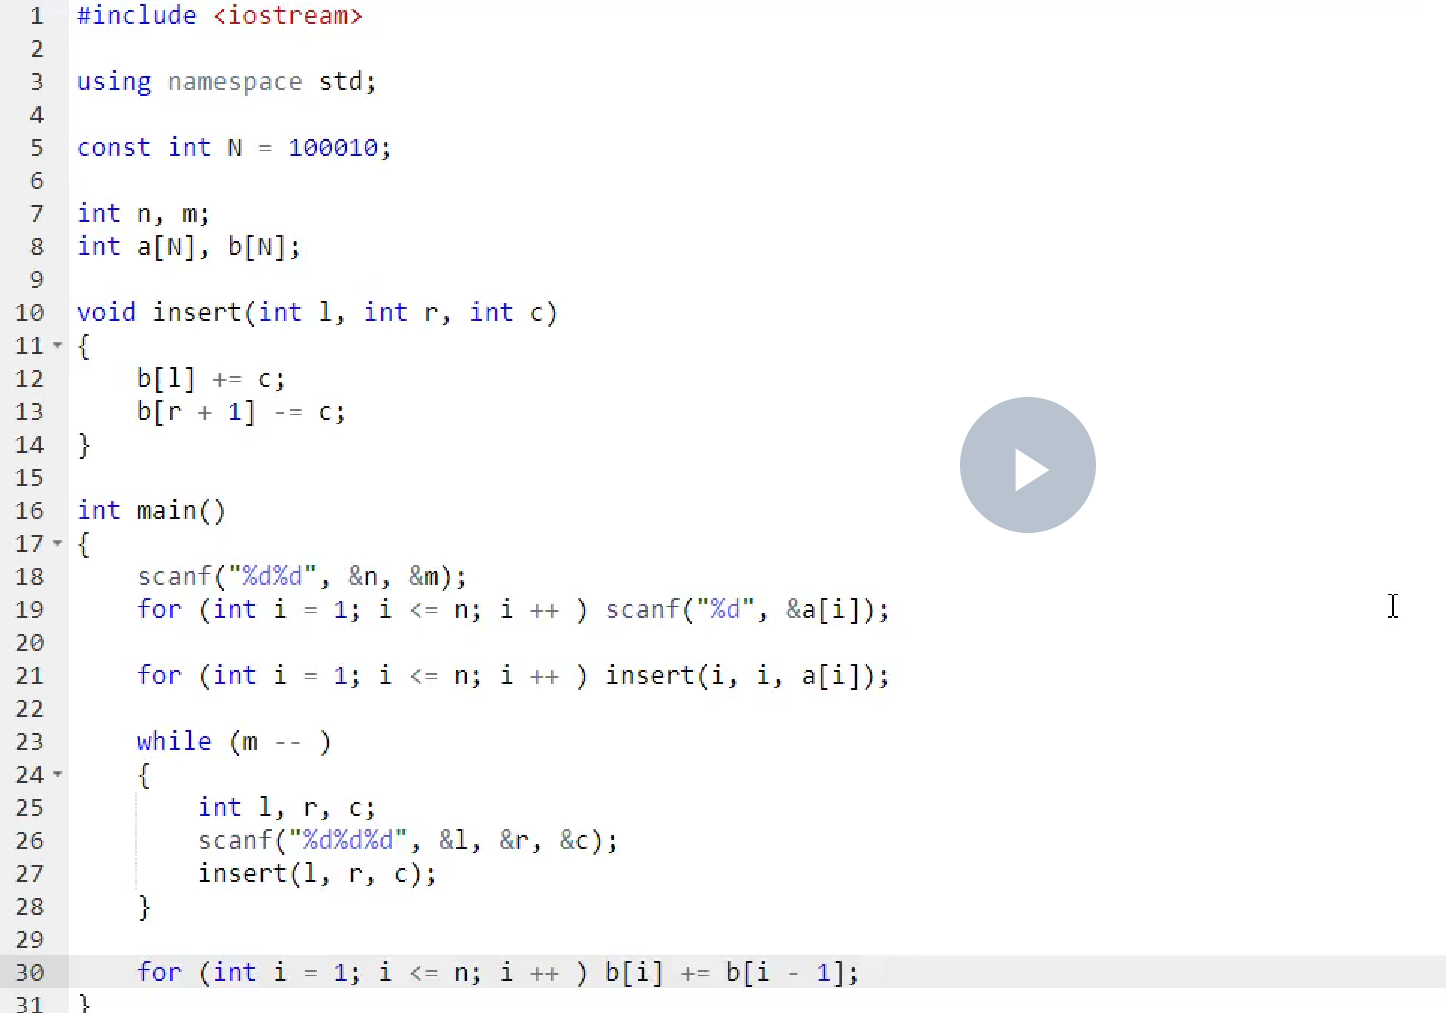 1 #include <iostream>
2
3 using namespace std;
4
5 const int N = 100010;
6
7 int n, m;
8 int a[N], b[N];
9
10 void insert(int l, int r, int c)
11 {
12     b[l] += c;
13     b[r + 1] -= c;
14 }
15
16 int main()
17 {
18     scanf("%d%d", &n, &m);
19     for (int i = 1; i <= n; i ++ ) scanf("%d", &a[i]);
20
21     for (int i = 1; i <= n; i ++ ) insert(i, i, a[i]);
22
23     while (m -- )
24     {
25         int l, r, c;
26         scanf("%d%d%d", &l, &r, &c);
27         insert(l, r, c);
28     }
29
30     for (int i = 1; i <= n; i ++ ) b[i] += b[i - 1];
31 }